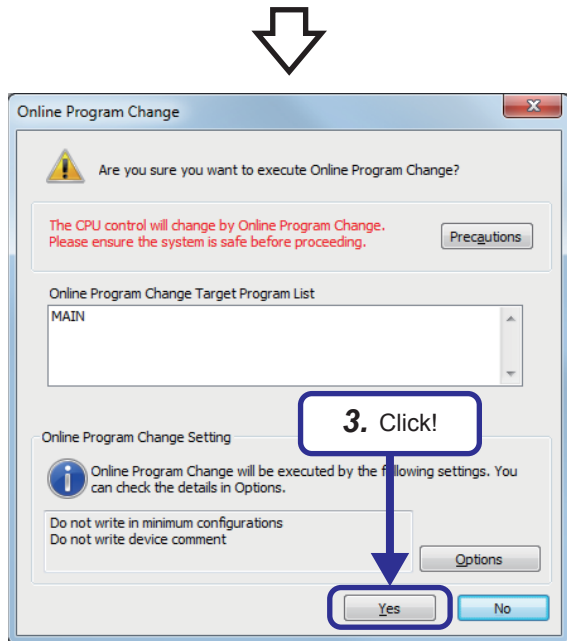 Online Program Change
Are you sure you want to execute Online Program Change?
The CPU control will change by Online Program Change.
Please ensure the system is safe before proceeding.
Precautions
Online Program Change Target Program List
MAIN
3. Click!
Online Program Change Setting
Online Program Change will be executed by the following settings. You
can check the details in Options.
Do not write in minimum configurations
Do not write device comment
Options
Yes
No